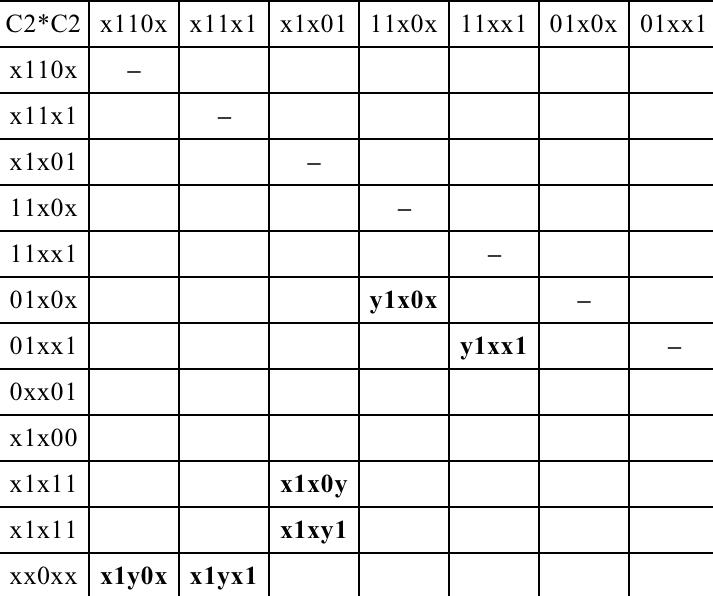 C2*C2 x110x x11x1 x1x01 11x0x 11xx1 01x0x 01xx1
x110x –
x11x1 –
x1x01 –
11x0x –
11xx1 –
01x0x y1x0x –
01xx1 y1xx1 –
0xx01
x1x00
x1x11 x1x0y
x1x11 x1xy1
xx0xx x1y0x x1yx1